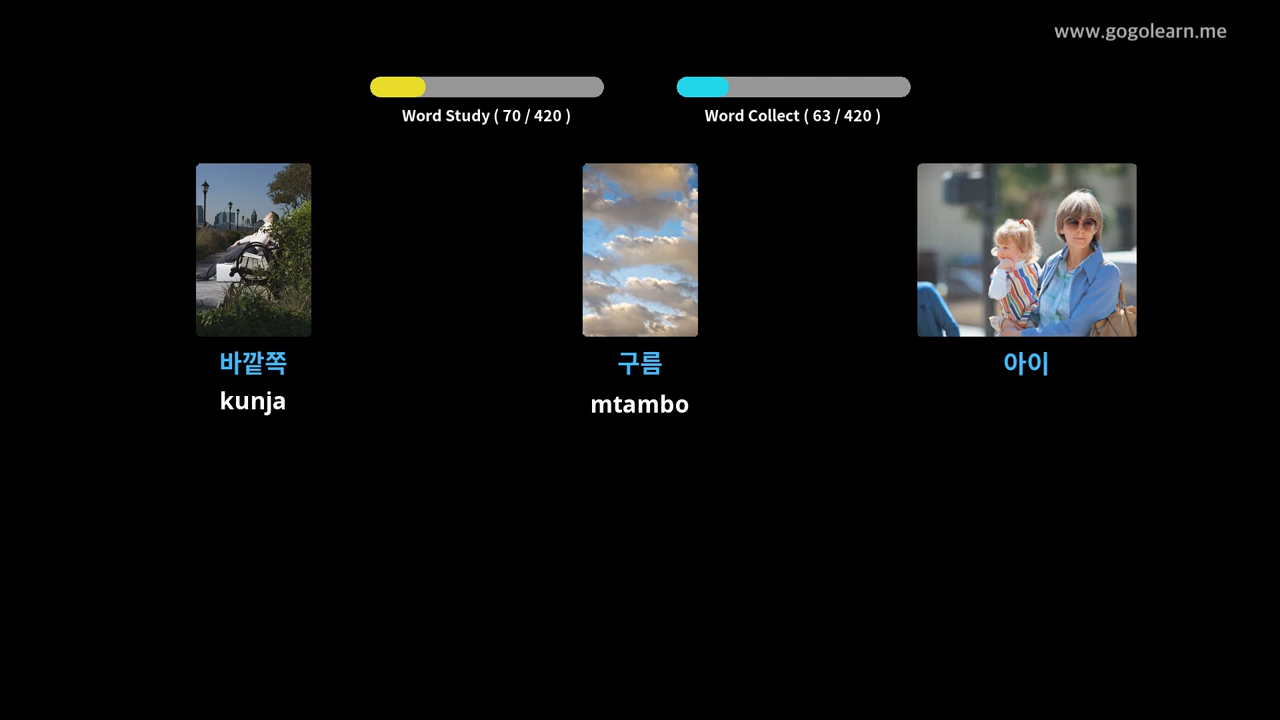 www.gogolearn.me
Word Study ( 70 / 420 )
Word Collect ( 63 / 420 )
바깥쪽
kunja
구름
mtambo
아이